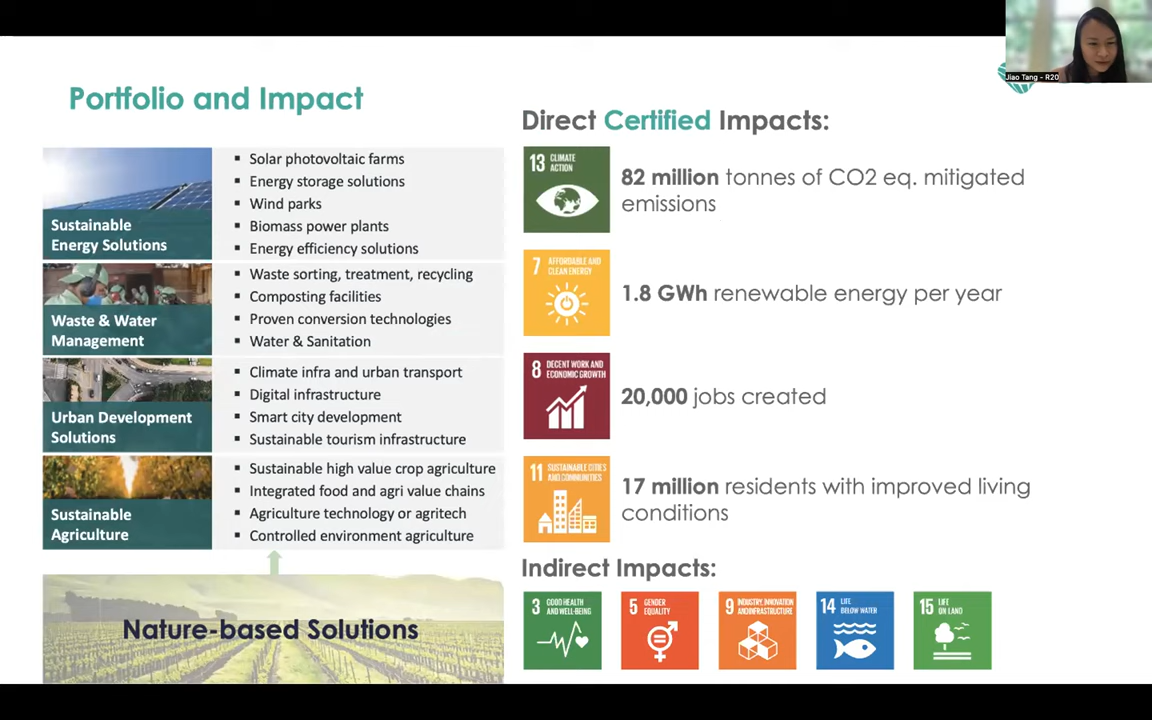 Jiao Tang - R20
Portfolio and Impact
Sustainable
Energy Solutions
▪ Solar photovoltaic farms
▪ Energy storage solutions
▪ Wind parks
▪ Biomass power plants
▪ Energy efficiency solutions
Waste & Water
Management
▪ Waste sorting, treatment, recycling
▪ Composting facilities
▪ Proven conversion technologies
▪ Water & Sanitation
Urban Development
Solutions
▪ Climate infra and urban transport
▪ Digital infrastructure
▪ Smart city development
▪ Sustainable tourism infrastructure
Sustainable
Agriculture
▪ Sustainable high value crop agriculture
▪ Integrated food and agri value chains
▪ Agriculture technology or agritech
▪ Controlled environment agriculture
Nature-based Solutions
Direct Certified Impacts:
13 CLIMATE
ACTION
82 million tonnes of CO2 eq. mitigated
emissions
7 AFFORDABLE AND
CLEAN ENERGY
1.8 GWh renewable energy per year
8 DECENT WORK AND
ECONOMIC GROWTH
20,000 jobs created
11 SUSTAINABLE CITIES
AND COMMUNITIES
17 million residents with improved living
conditions
Indirect Impacts:
3 GOOD HEALTH
AND WELL-BEING
5 GENDER
EQUALITY
9 INDUSTRY, INNOVATION
AND INFRASTRUCTURE
14 LIFE
BELOW WATER
15 LIFE
ON LAND